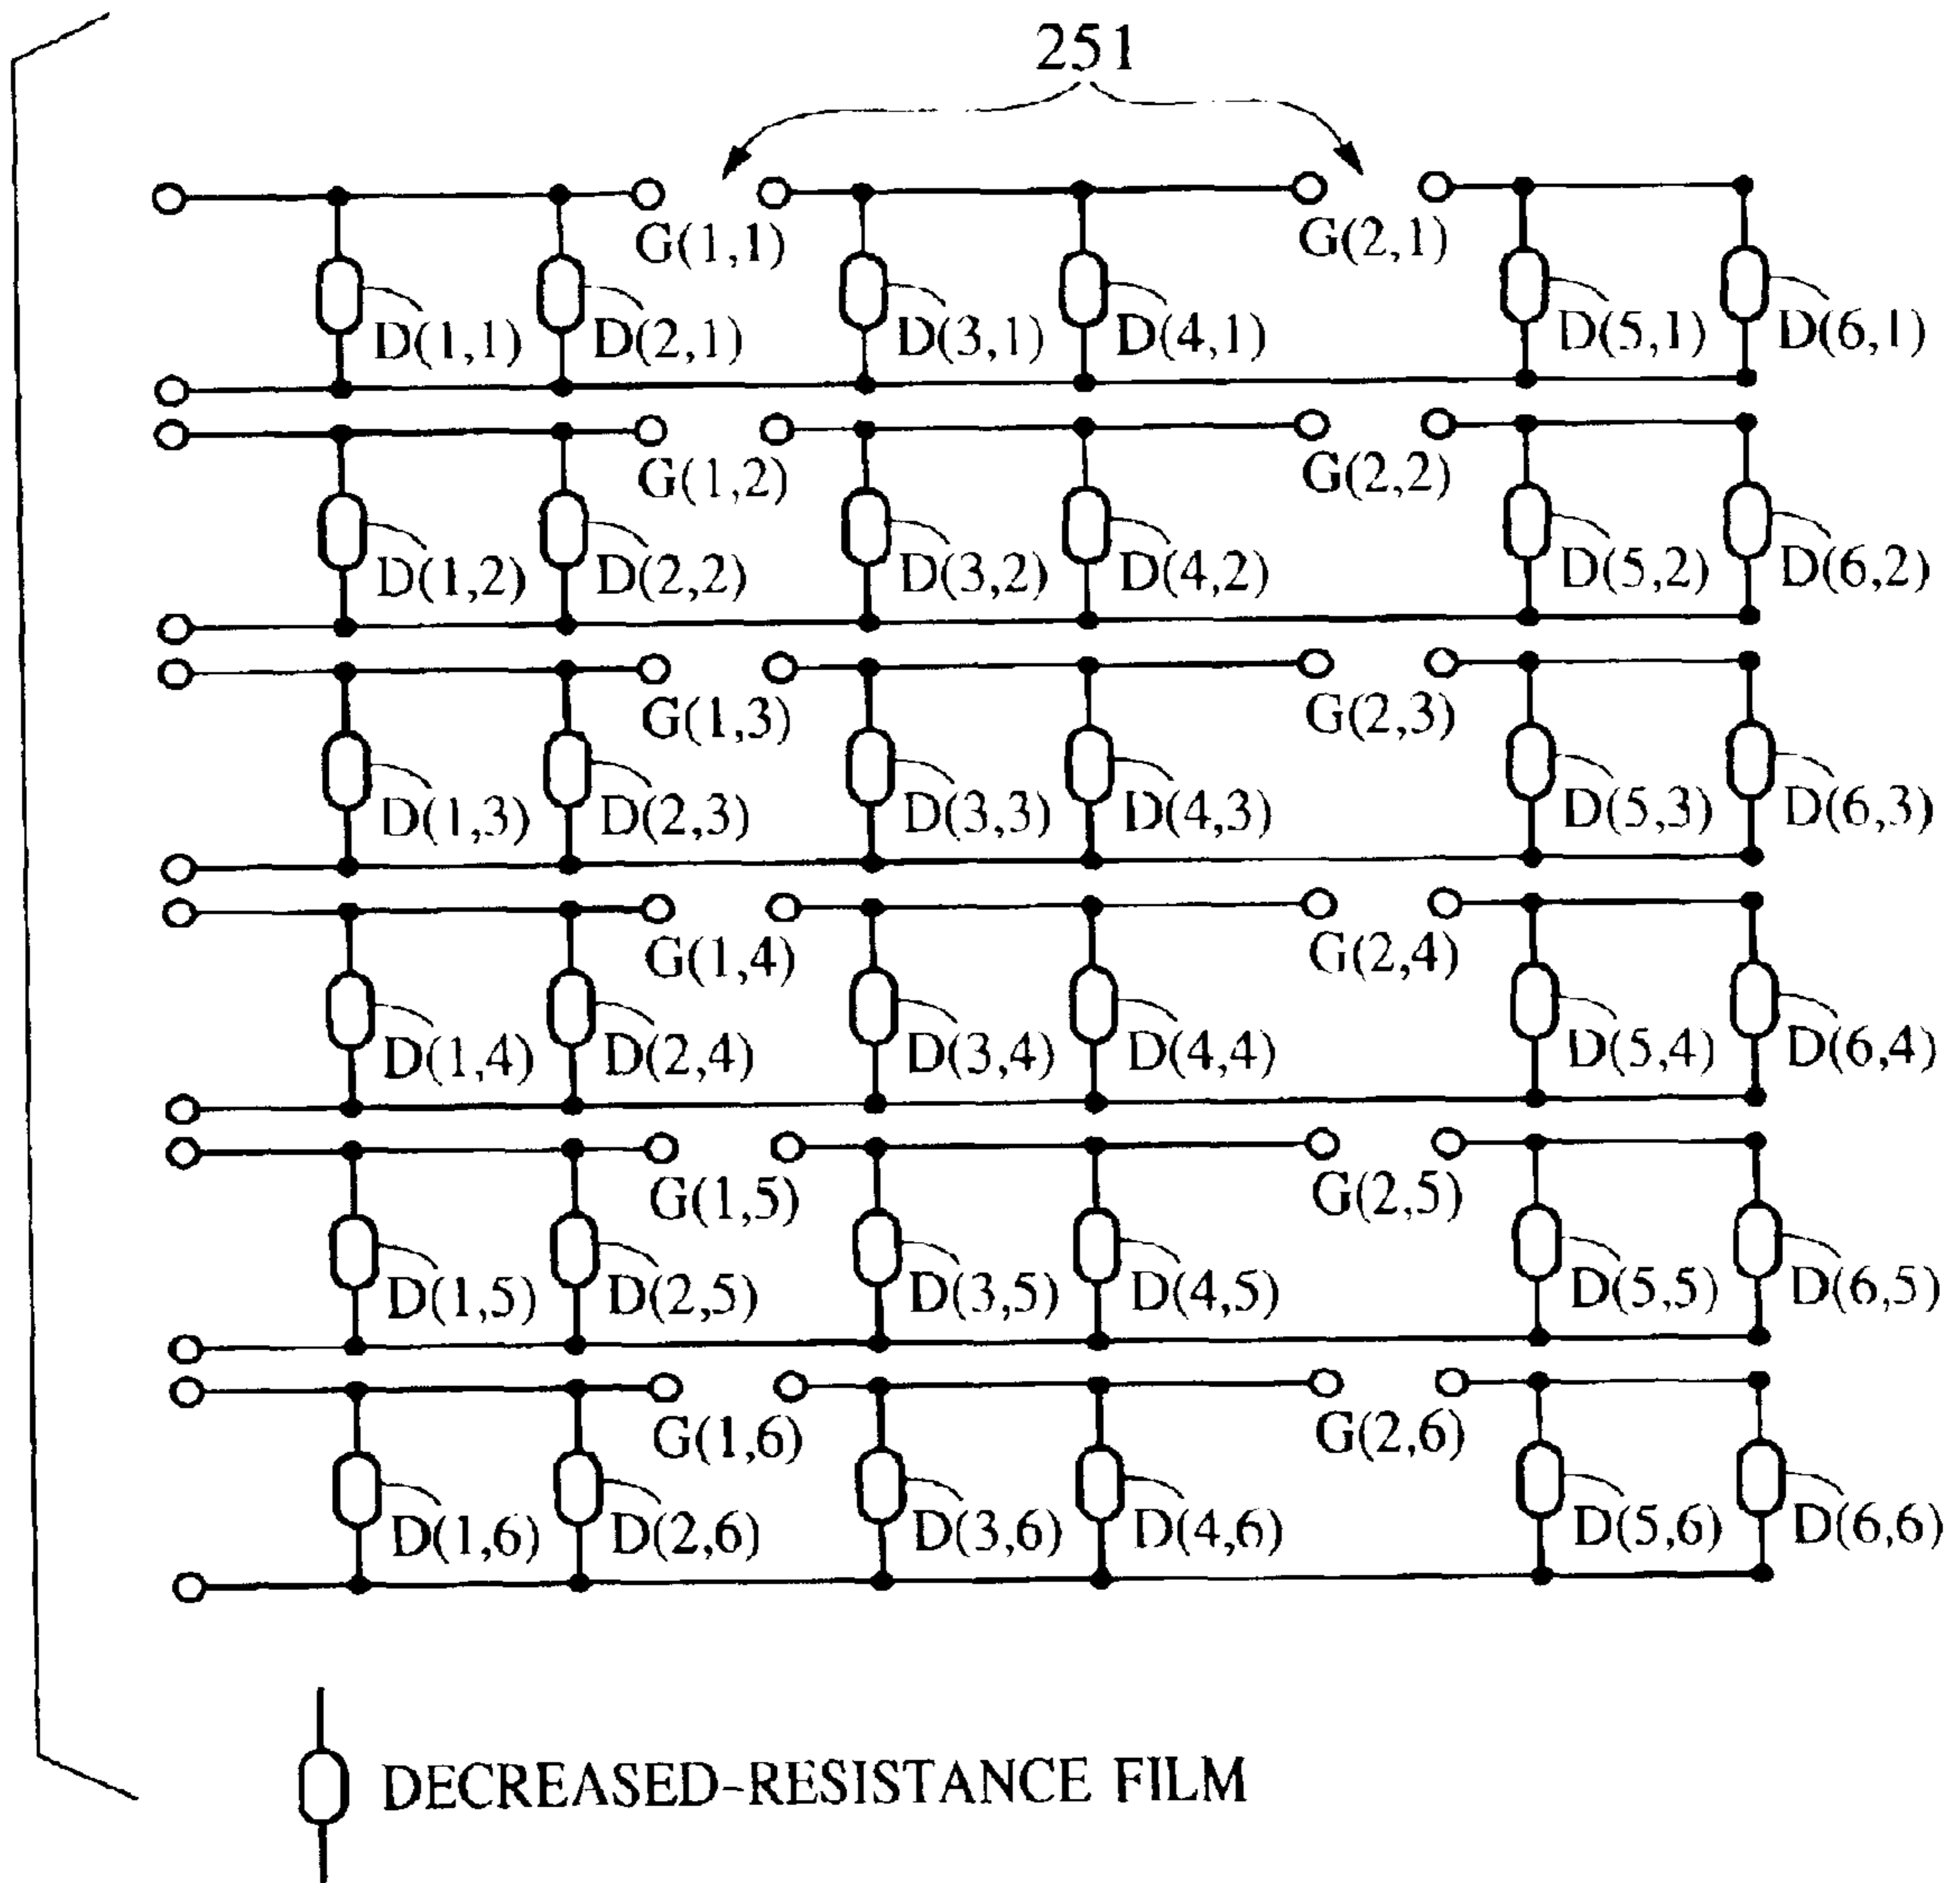 251
G(1,1) G(2,1)
D(1,1) D(2,1) D(3,1) D(4,1) D(5,1) D(6,1)
G(1,2) G(2,2)
D(1,2) D(2,2) D(3,2) D(4,2) D(5,2) D(6,2)
G(1,3) G(2,3)
D(1,3) D(2,3) D(3,3) D(4,3) D(5,3) D(6,3)
G(1,4) G(2,4)
D(1,4) D(2,4) D(3,4) D(4,4) D(5,4) D(6,4)
G(1,5) G(2,5)
D(1,5) D(2,5) D(3,5) D(4,5) D(5,5) D(6,5)
G(1,6) G(2,6)
D(1,6) D(2,6) D(3,6) D(4,6) D(5,6) D(6,6)
DECREASED-RESISTANCE FILM